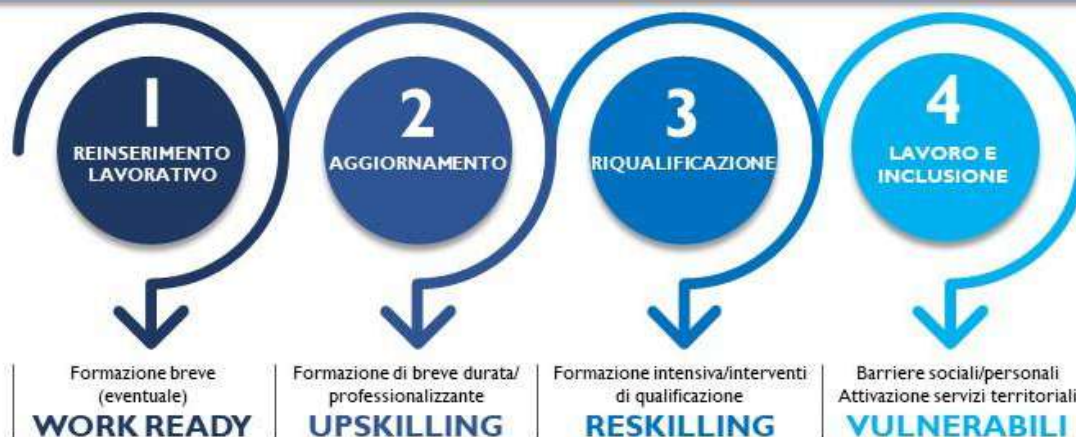 1
REINSERIMENTO
LAVORATIVO
Formazione breve
(eventuale)
WORK READY
2
AGGIORNAMENTO
Formazione di breve durata/
professionalizzante
UPSKILLING
3
RIQUALIFICAZIONE
Formazione intensiva/interventi
di qualificazione
RESKILLING
4
LAVORO E
INCLUSIONE
Barriere sociali/personali
Attivazione servizi territoriali
VULNERABILI